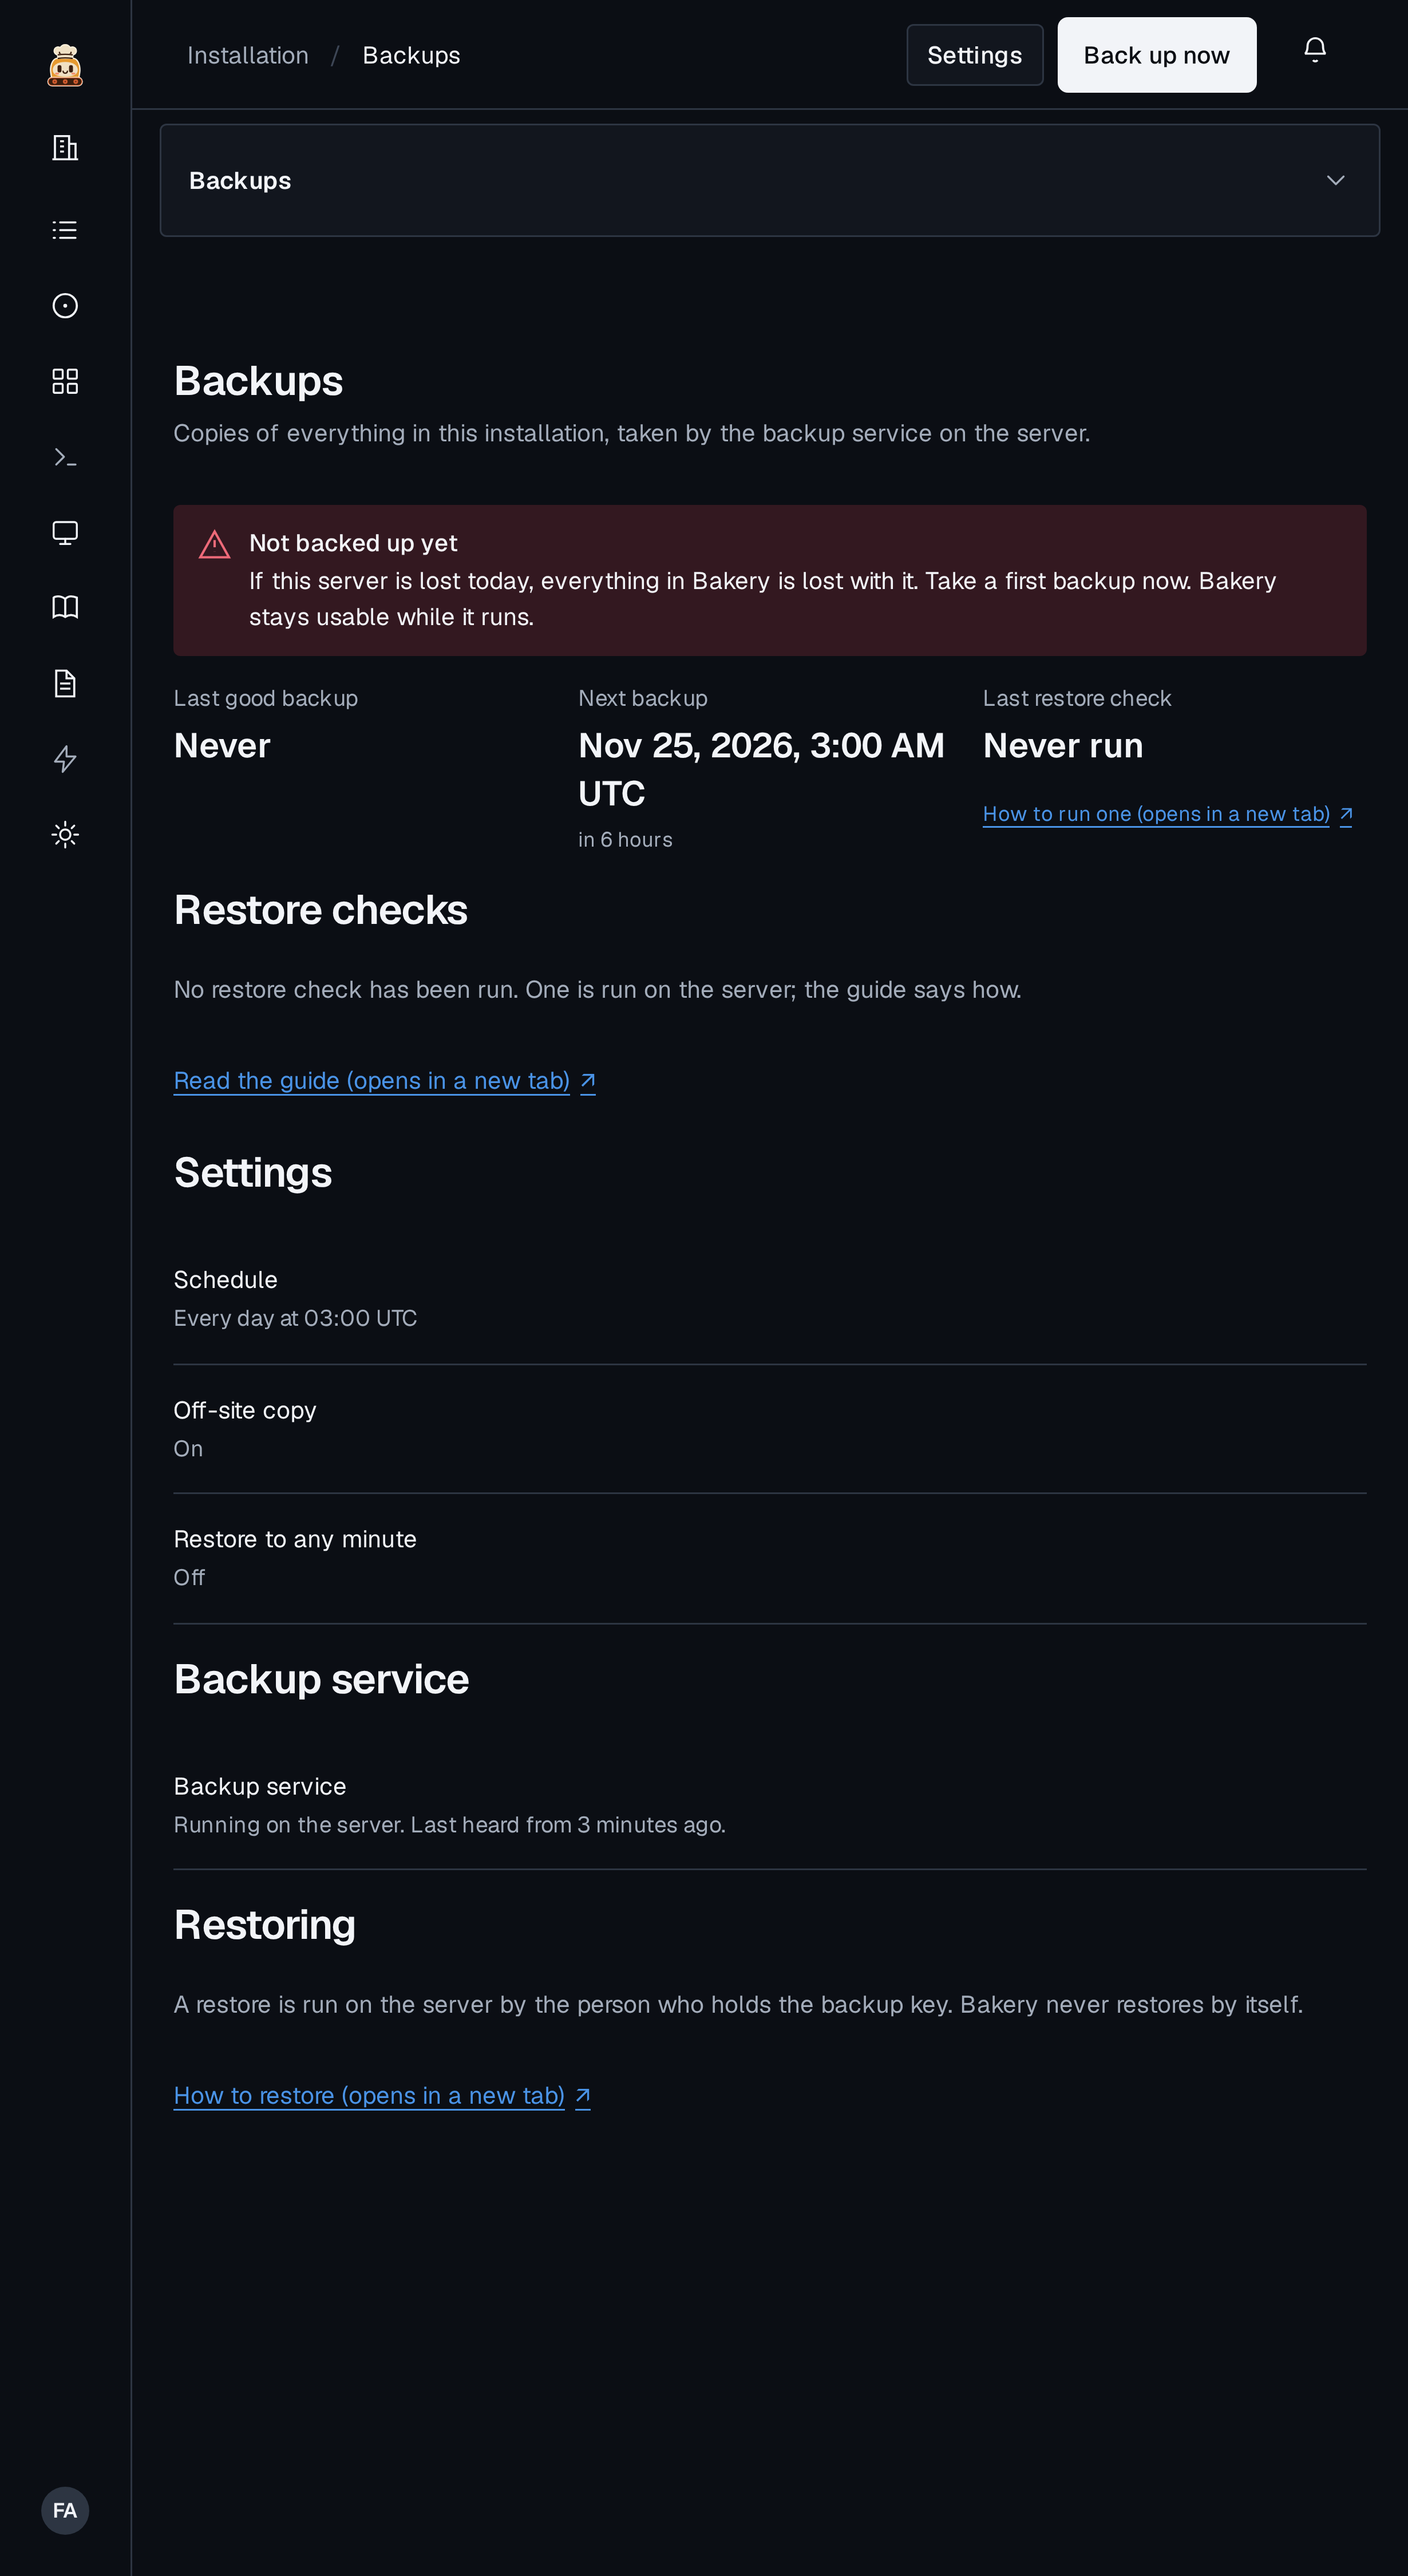 Installation / Backups
Settings
Back up now
Backups
Backups
Copies of everything in this installation, taken by the backup service on the server.
Not backed up yet
If this server is lost today, everything in Bakery is lost with it. Take a first backup now. Bakery
stays usable while it runs.
Last good backup
Never
Next backup
Nov 25, 2026, 3:00 AM
UTC
in 6 hours
Last restore check
Never run
How to run one (opens in a new tab)
Restore checks
No restore check has been run. One is run on the server; the guide says how.
Read the guide (opens in a new tab)
Settings
Schedule
Every day at 03:00 UTC
Off-site copy
On
Restore to any minute
Off
Backup service
Backup service
Running on the server. Last heard from 3 minutes ago.
Restoring
A restore is run on the server by the person who holds the backup key. Bakery never restores by itself.
How to restore (opens in a new tab)
FA